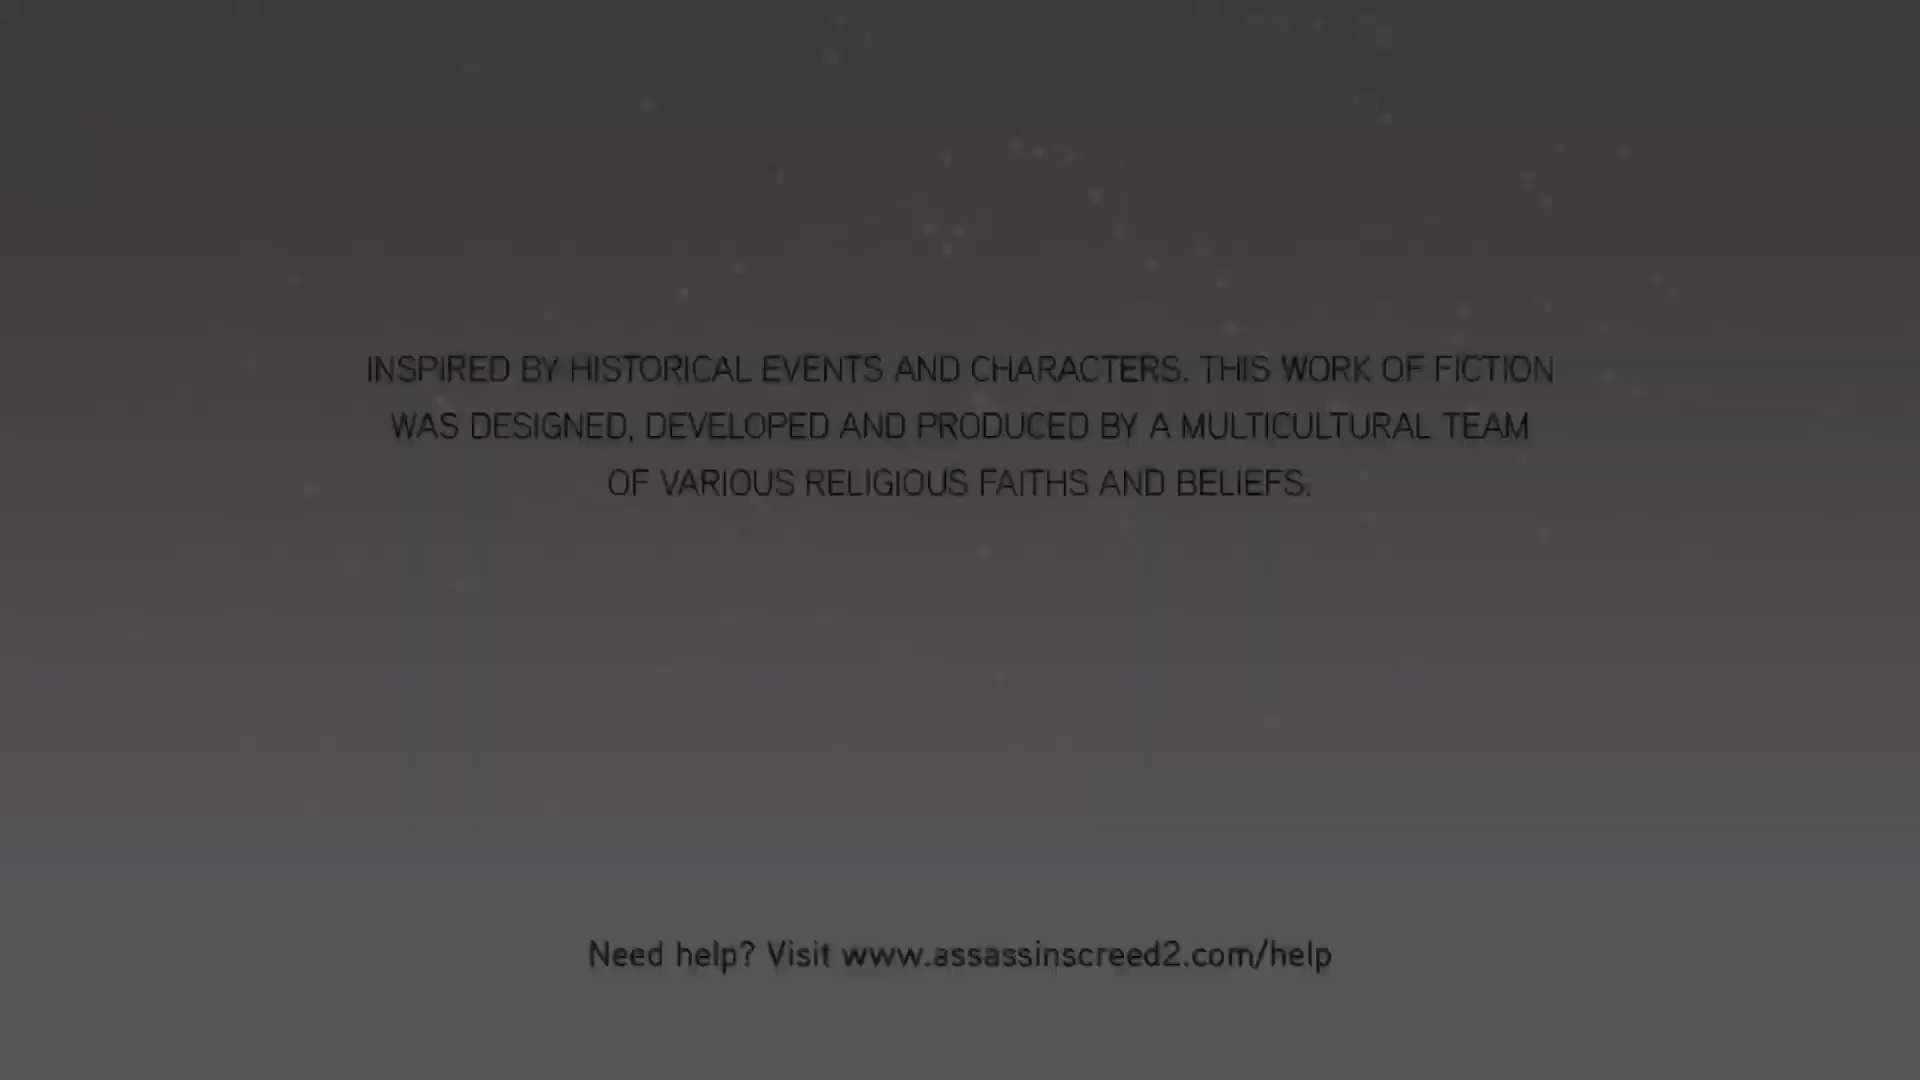 INSPIRED BY HISTORICAL EVENTS AND CHARACTERS. THIS WORK OF FICTION
WAS DESIGNED, DEVELOPED AND PRODUCED BY A MULTICULTURAL TEAM
OF VARIOUS RELIGIOUS FAITHS AND BELIEFS.
Need help? Visit www.assassinscreed2.com/help